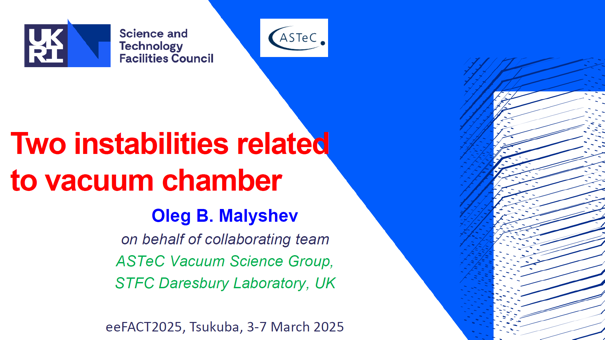 UK
RI
Science and
Technology
Facilities Council
ASTeC
Two instabilities related
to vacuum chamber
Oleg B. Malyshev
on behalf of collaborating team
ASTeC Vacuum Science Group,
STFC Daresbury Laboratory, UK
eeFACT2025, Tsukuba, 3-7 March 2025